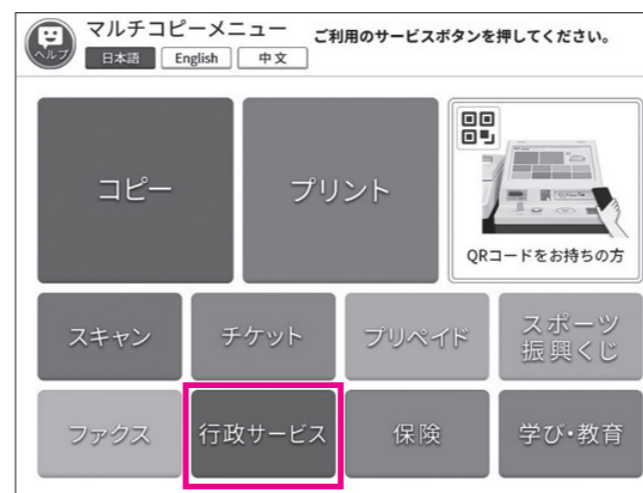 マルチコピーメニュー
ご利用のサービスボタンを押してください。
ヘルプ
日本語
English
中文
コピー
プリント
QRコードをお持ちの方
スキャン
チケット
プリペイド
スポーツ
振興くじ
ファクス
行政サービス
保険
学び・教育